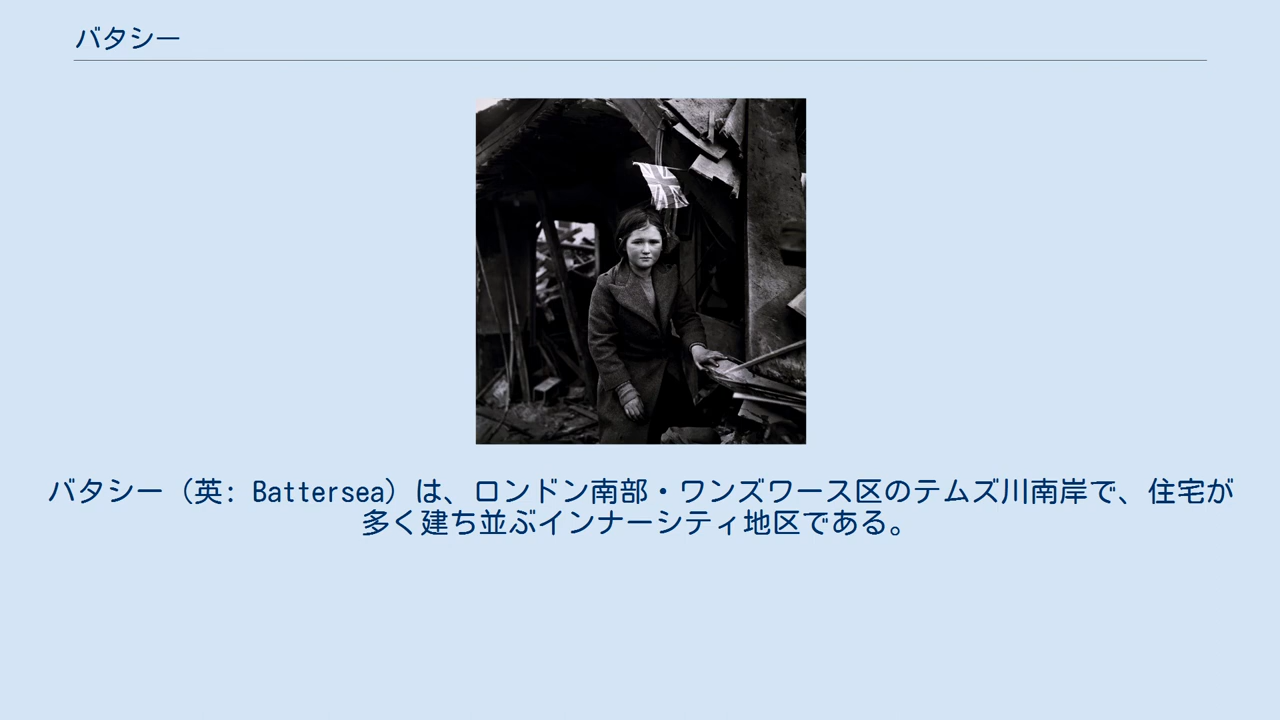 バタシー
バタシー（英: Battersea）は、ロンドン南部・ワンズワース区のテムズ川南岸で、住宅が
多く建ち並ぶインナーシティ地区である。